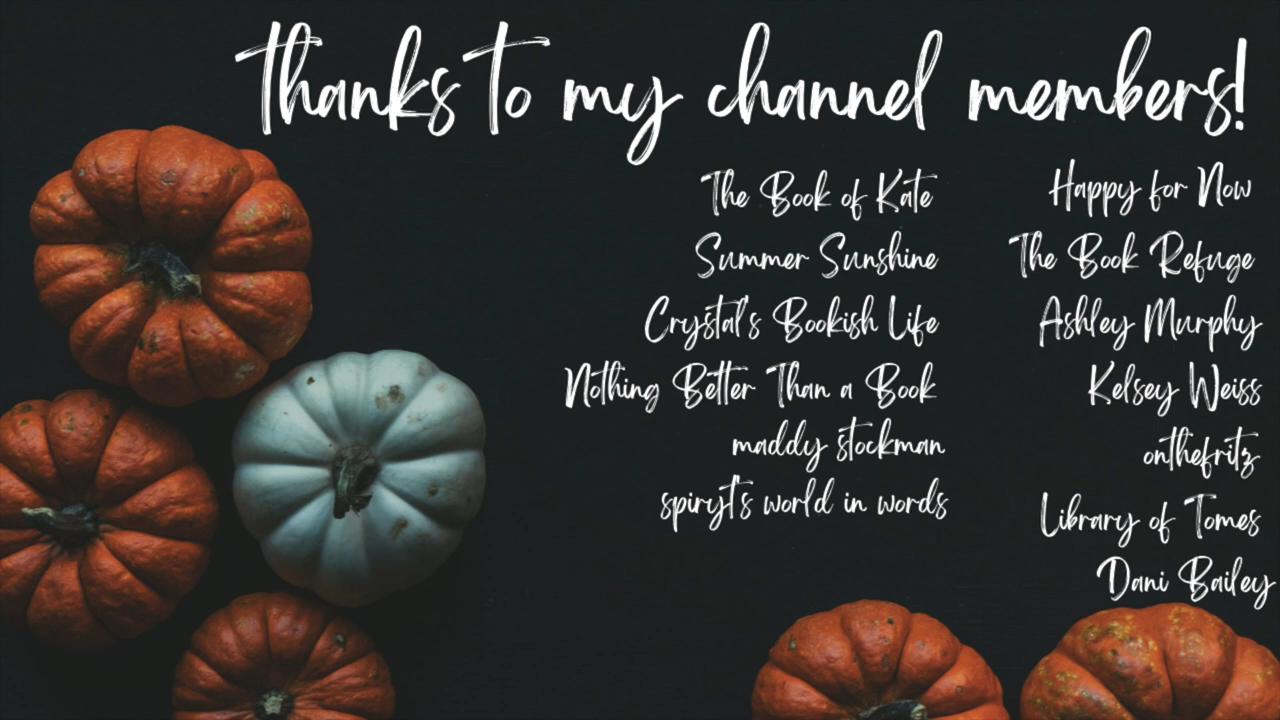 thanks to my channel members!
The Book of Kate
Summer Sunshine
Crystal's Bookish Life
Nothing Better Than a Book
maddy stockman
spiryt's world in words
Happy for Now
The Book Refuge
Ashley Murphy
Kelsey Weiss
onthefritz
Library of Tomes
Dani Bailey